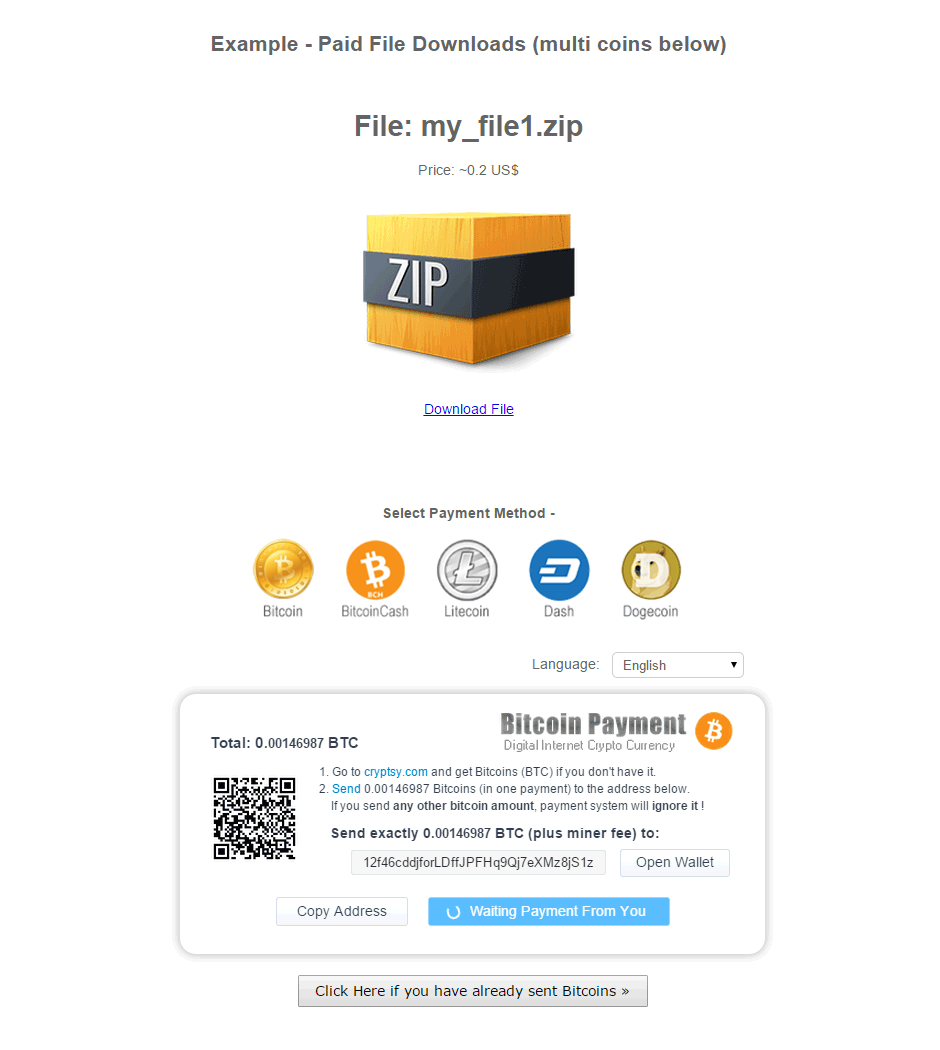 Example - Paid File Downloads (multi coins below)
File: my_file1.zip
Price: ~0.2 US$
ZIP
Download File
Select Payment Method -
BCH
Bitcoin BitcoinCash Litecoin Dash Dogecoin
Language: English
Bitcoin Payment
Digital Internet Crypto Currency
Total: 0.00146987 BTC
1. Go to cryptsy.com and get Bitcoins (BTC) if you don't have it.
2. Send 0.00146987 Bitcoins (in one payment) to the address below.
If you send any other bitcoin amount, payment system will ignore it !
Send exactly 0.00146987 BTC (plus miner fee) to:
12f46cddjforLDffJPFHq9Qj7eXMz8jS1z Open Wallet
Copy Address Waiting Payment From You
Click Here if you have already sent Bitcoins »